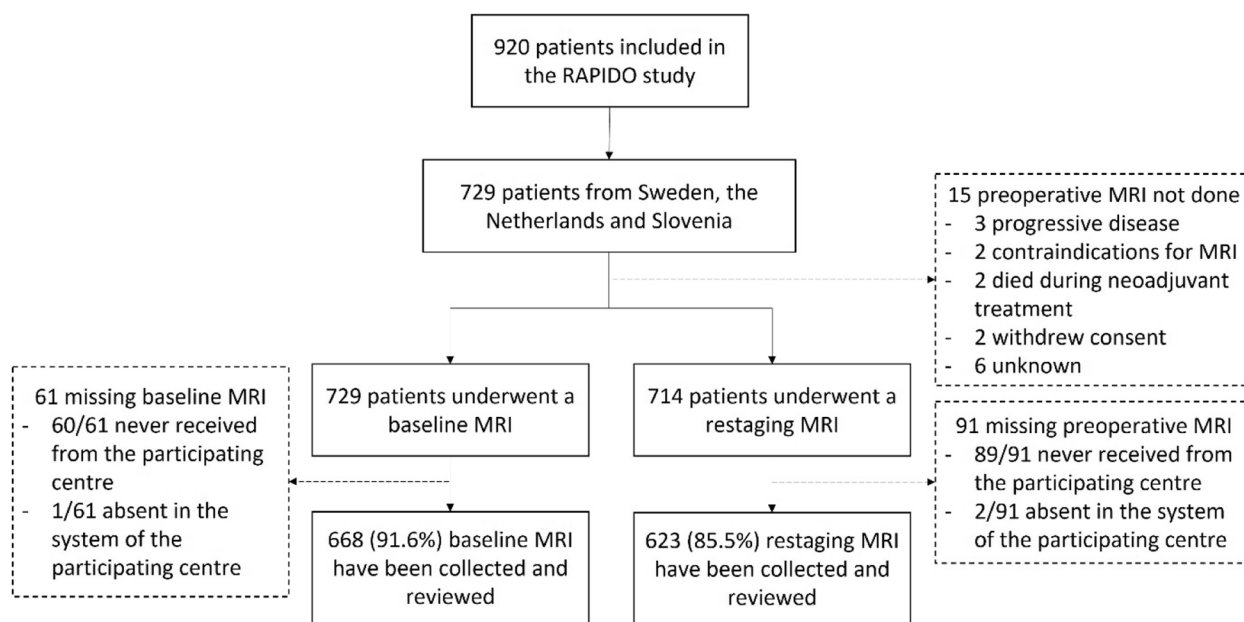 920 patients included in
the RAPIDO study
729 patients from Sweden, the
Netherlands and Slovenia
15 preoperative MRI not done
- 3 progressive disease
- 2 contraindications for MRI
- 2 died during neoadjuvant
treatment
- 2 withdrew consent
- 6 unknown
729 patients underwent a
baseline MRI
714 patients underwent a
restaging MRI
61 missing baseline MRI
- 60/61 never received
from the participating
centre
- 1/61 absent in the
system of the
participating centre
91 missing preoperative MRI
- 89/91 never received from
the participating centre
- 2/91 absent in the system
of the participating centre
668 (91.6%) baseline MRI
have been collected and
reviewed
623 (85.5%) restaging MRI
have been collected and
reviewed